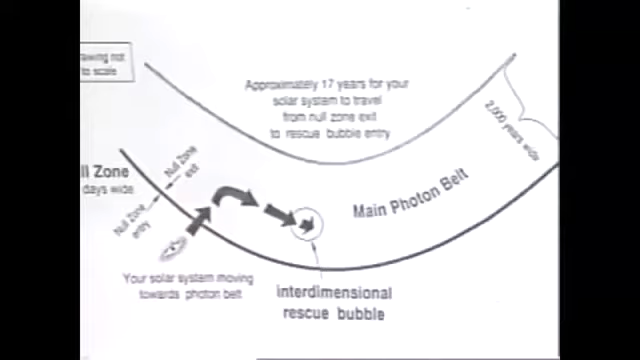 awing not
to scale
Approximately 17 years for your
solar system to travel
from null zone exit
to rescue bubble entry
2,000 years wide
ll Zone
days wide
Null Zone
exit
Null Zone
entry
Main Photon Belt
Your solar system moving
towards photon belt
interdimensional
rescue bubble